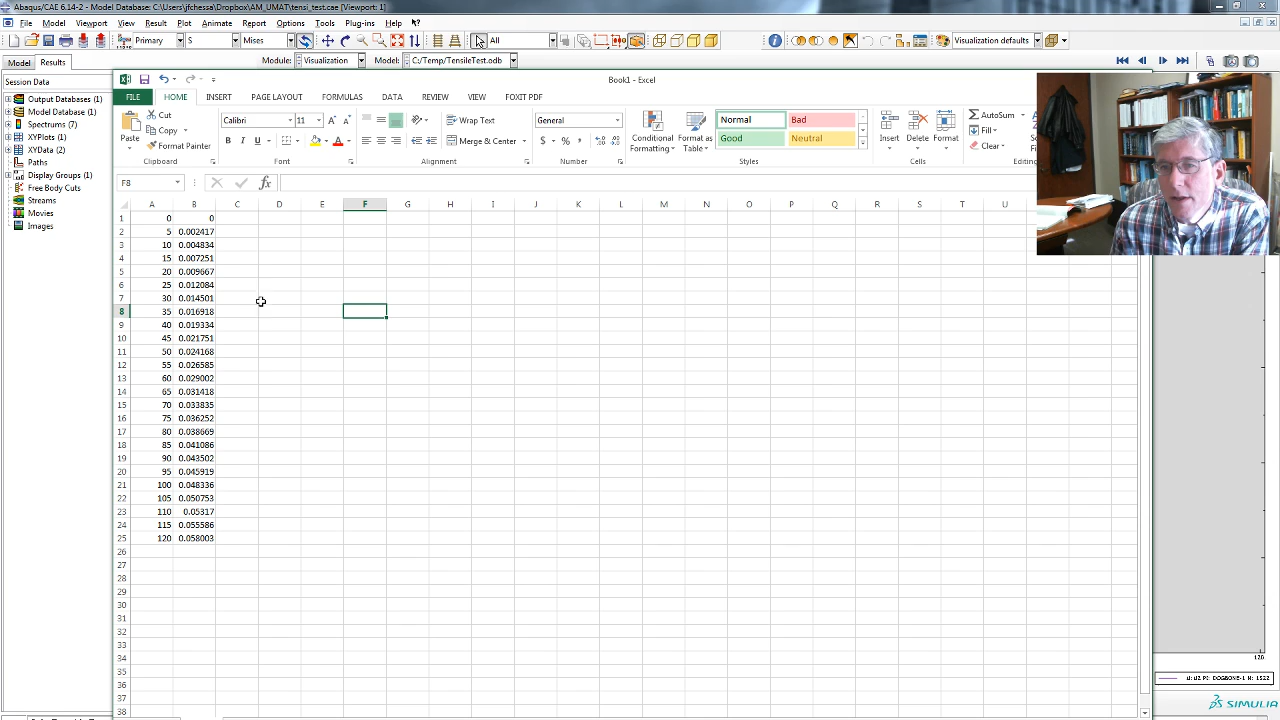 Abaqus/CAE 6.14-2 - Model Database: C:\Users\jfchessa\Dropbox\AM_UMAT\tensi_test.cae [Viewport: 1]
File Model Viewport View Result Plot Animate Report Options Tools Plug-ins Help
Primary S Mises All Visualization defaults
Model Results Module: Visualization Model: C:/Temp/TensileTest.odb
Session Data
Output Databases (1)
Model Database (1)
Spectrums (7)
XYPlots (1)
XYData (2)
Paths
Display Groups (1)
Free Body Cuts
Streams
Movies
Images
Book1 - Excel
FILE HOME INSERT PAGE LAYOUT FORMULAS DATA REVIEW VIEW FOXIT PDF
Paste Cut Copy Format Painter
Clipboard
Calibri 11
B U
Font
Wrap Text
Merge & Center
Alignment
General
$ % ,
Number
Conditional Formatting Format as Table
Normal Bad
Good Neutral
Styles
Insert Delete Format
Cells
AutoSum
Fill
Clear
Editing
F8 fx
A B C D E F G H I J K L M N O P Q R S T U
1 0 0
2 5 0.002417
3 10 0.004834
4 15 0.007251
5 20 0.009667
6 25 0.012084
7 30 0.014501
8 35 0.016918
9 40 0.019334
10 45 0.021751
11 50 0.024168
12 55 0.026585
13 60 0.029002
14 65 0.031418
15 70 0.033835
16 75 0.036252
17 80 0.038669
18 85 0.041086
19 90 0.043502
20 95 0.045919
21 100 0.048336
22 105 0.050753
23 110 0.05317
24 115 0.055586
25 120 0.058003
26
27
28
29
30
31
32
33
34
35
36
37
38
120
U:U2 PI: DOGBONE-1 N: 1522
SIMULIA